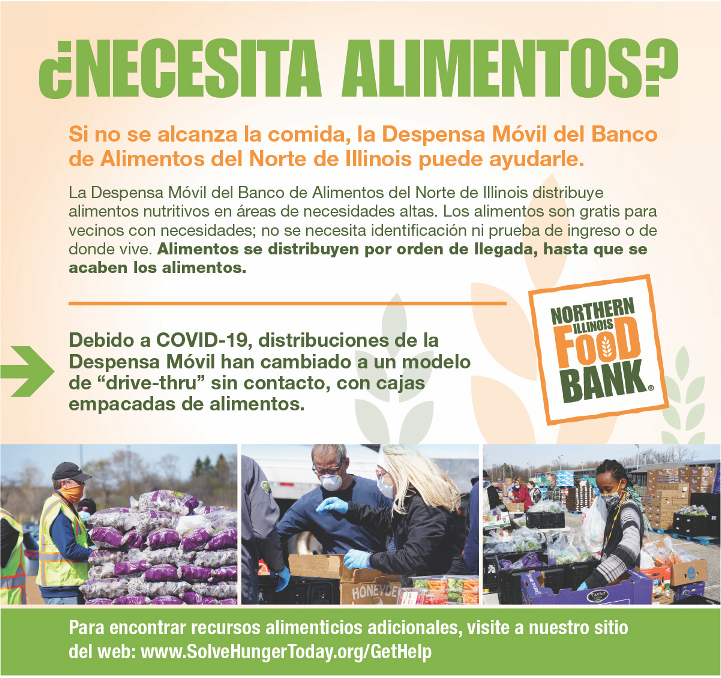 ¿NECESITA ALIMENTOS?
Si no se alcanza la comida, la Despensa Móvil del Banco
de Alimentos del Norte de Illinois puede ayudarle.
La Despensa Móvil del Banco de Alimentos del Norte de Illinois distribuye
alimentos nutritivos en áreas de necesidades altas. Los alimentos son gratis para
vecinos con necesidades; no se necesita identificación ni prueba de ingreso o de
donde vive. Alimentos se distribuyen por orden de llegada, hasta que se
acaben los alimentos.
NORTHERN
ILLINOIS
FOOD
BANK®
Debido a COVID-19, distribuciones de la
Despensa Móvil han cambiado a un modelo
de “drive-thru” sin contacto, con cajas
empacadas de alimentos.
Para encontrar recursos alimenticios adicionales, visite a nuestro sitio
del web: www.SolveHungerToday.org/GetHelp